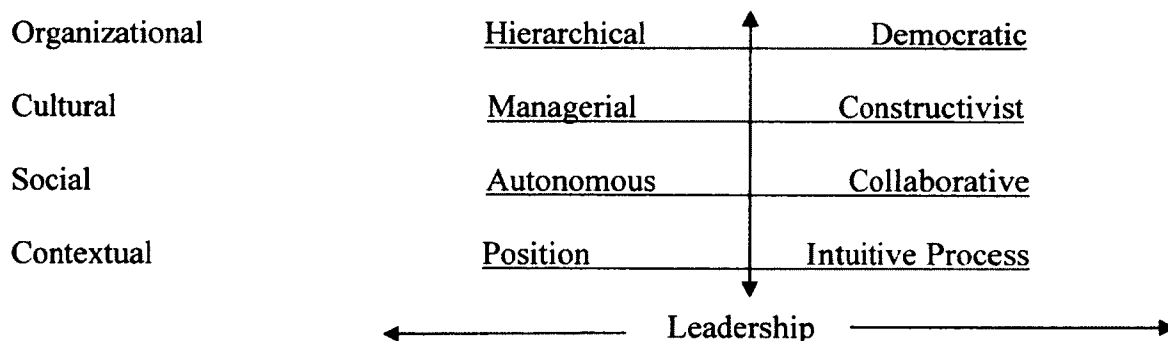 Organizational Hierarchical Democratic
Cultural Managerial Constructivist
Social Autonomous Collaborative
Contextual Position Intuitive Process
Leadership